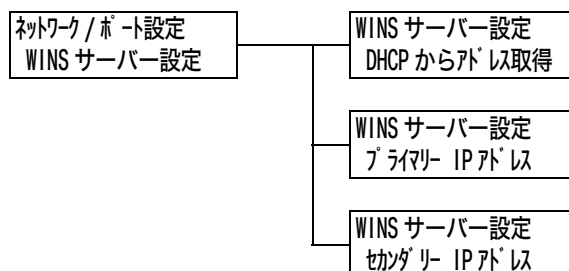 ﾈｯﾄﾜｰｸ / ﾎﾟｰﾄ設定
WINS サーバー設定
WINS サーバー設定
DHCP からｱﾄﾞﾚｽ取得
WINS サーバー設定
ﾌﾟﾗｲﾏﾘｰ IP ｱﾄﾞﾚｽ
WINS サーバー設定
ｾｶﾝﾀﾞﾘｰ IP ｱﾄﾞﾚｽ